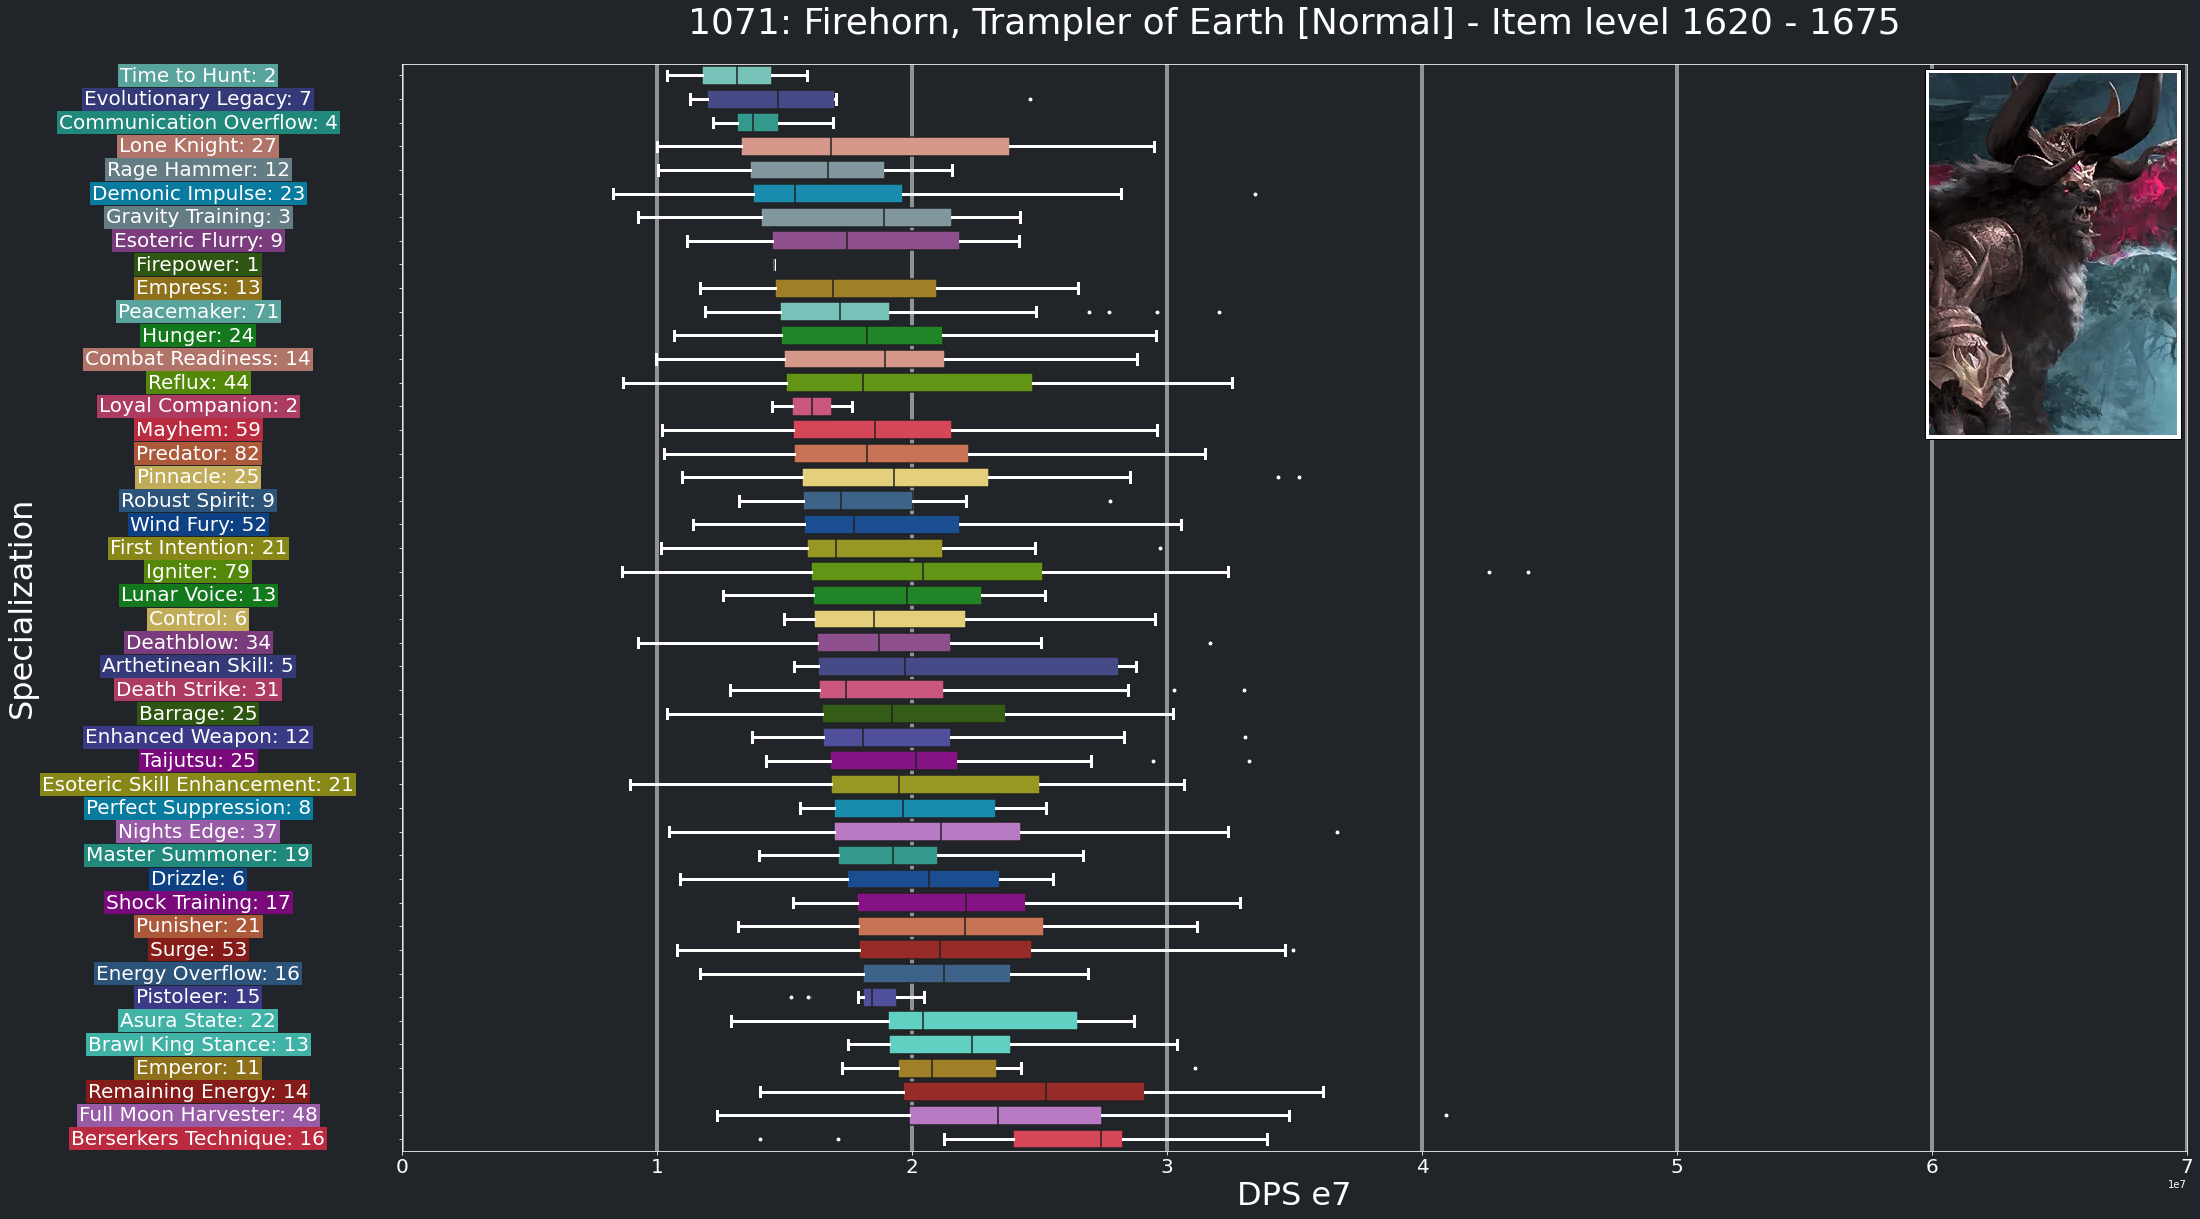 1071: Firehorn, Trampler of Earth [Normal] - Item level 1620 - 1675
Time to Hunt: 2
Evolutionary Legacy: 7
Communication Overflow: 4
Lone Knight: 27
Rage Hammer: 12
Demonic Impulse: 23
Gravity Training: 3
Esoteric Flurry: 9
Firepower: 1
Empress: 13
Peacemaker: 71
Hunger: 24
Combat Readiness: 14
Reflux: 44
Loyal Companion: 2
Mayhem: 59
Predator: 82
Pinnacle: 25
Robust Spirit: 9
Wind Fury: 52
First Intention: 21
Igniter: 79
Lunar Voice: 13
Control: 6
Deathblow: 34
Arthetinean Skill: 5
Death Strike: 31
Barrage: 25
Enhanced Weapon: 12
Taijutsu: 25
Esoteric Skill Enhancement: 21
Perfect Suppression: 8
Nights Edge: 37
Master Summoner: 19
Drizzle: 6
Shock Training: 17
Punisher: 21
Surge: 53
Energy Overflow: 16
Pistoleer: 15
Asura State: 22
Brawl King Stance: 13
Emperor: 11
Remaining Energy: 14
Full Moon Harvester: 48
Berserkers Technique: 16
Specialization
0 1 2 3 4 5 6 7
1e7
DPS e7